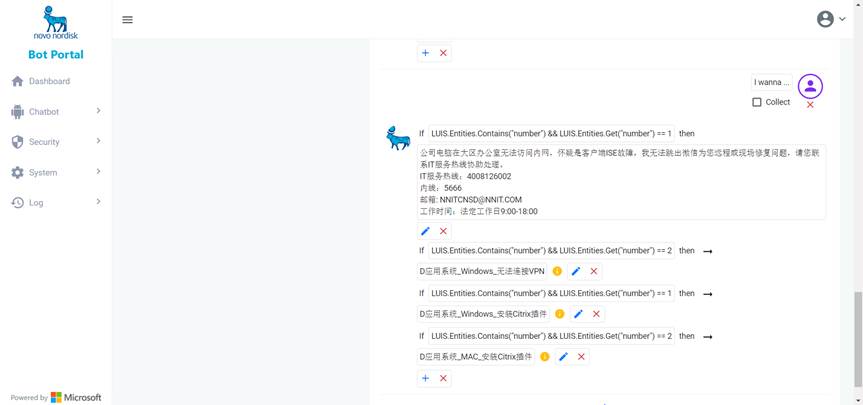 novo nordisk
Bot Portal
Dashboard
Chatbot
Security
System
Log
Powered by Microsoft
I wanna ...
Collect
If LUIS.Entities.Contains("number") && LUIS.Entities.Get("number") == 1 then
公司电脑在大区办公室无法访问内网。怀疑是客户端ISE故障，我无法跳出微信为您远程或现场修复问题，请您联
系IT服务热线协助处理。
IT服务热线：4008126002
内线：5666
邮箱: NNITCNSD@NNIT.COM
工作时间：法定工作日9:00-18:00
If LUIS.Entities.Contains("number") && LUIS.Entities.Get("number") == 2 then
D应用系统_Windows_无法连接VPN
If LUIS.Entities.Contains("number") && LUIS.Entities.Get("number") == 1 then
D应用系统_Windows_安装Citrix插件
If LUIS.Entities.Contains("number") && LUIS.Entities.Get("number") == 2 then
D应用系统_MAC_安装Citrix插件